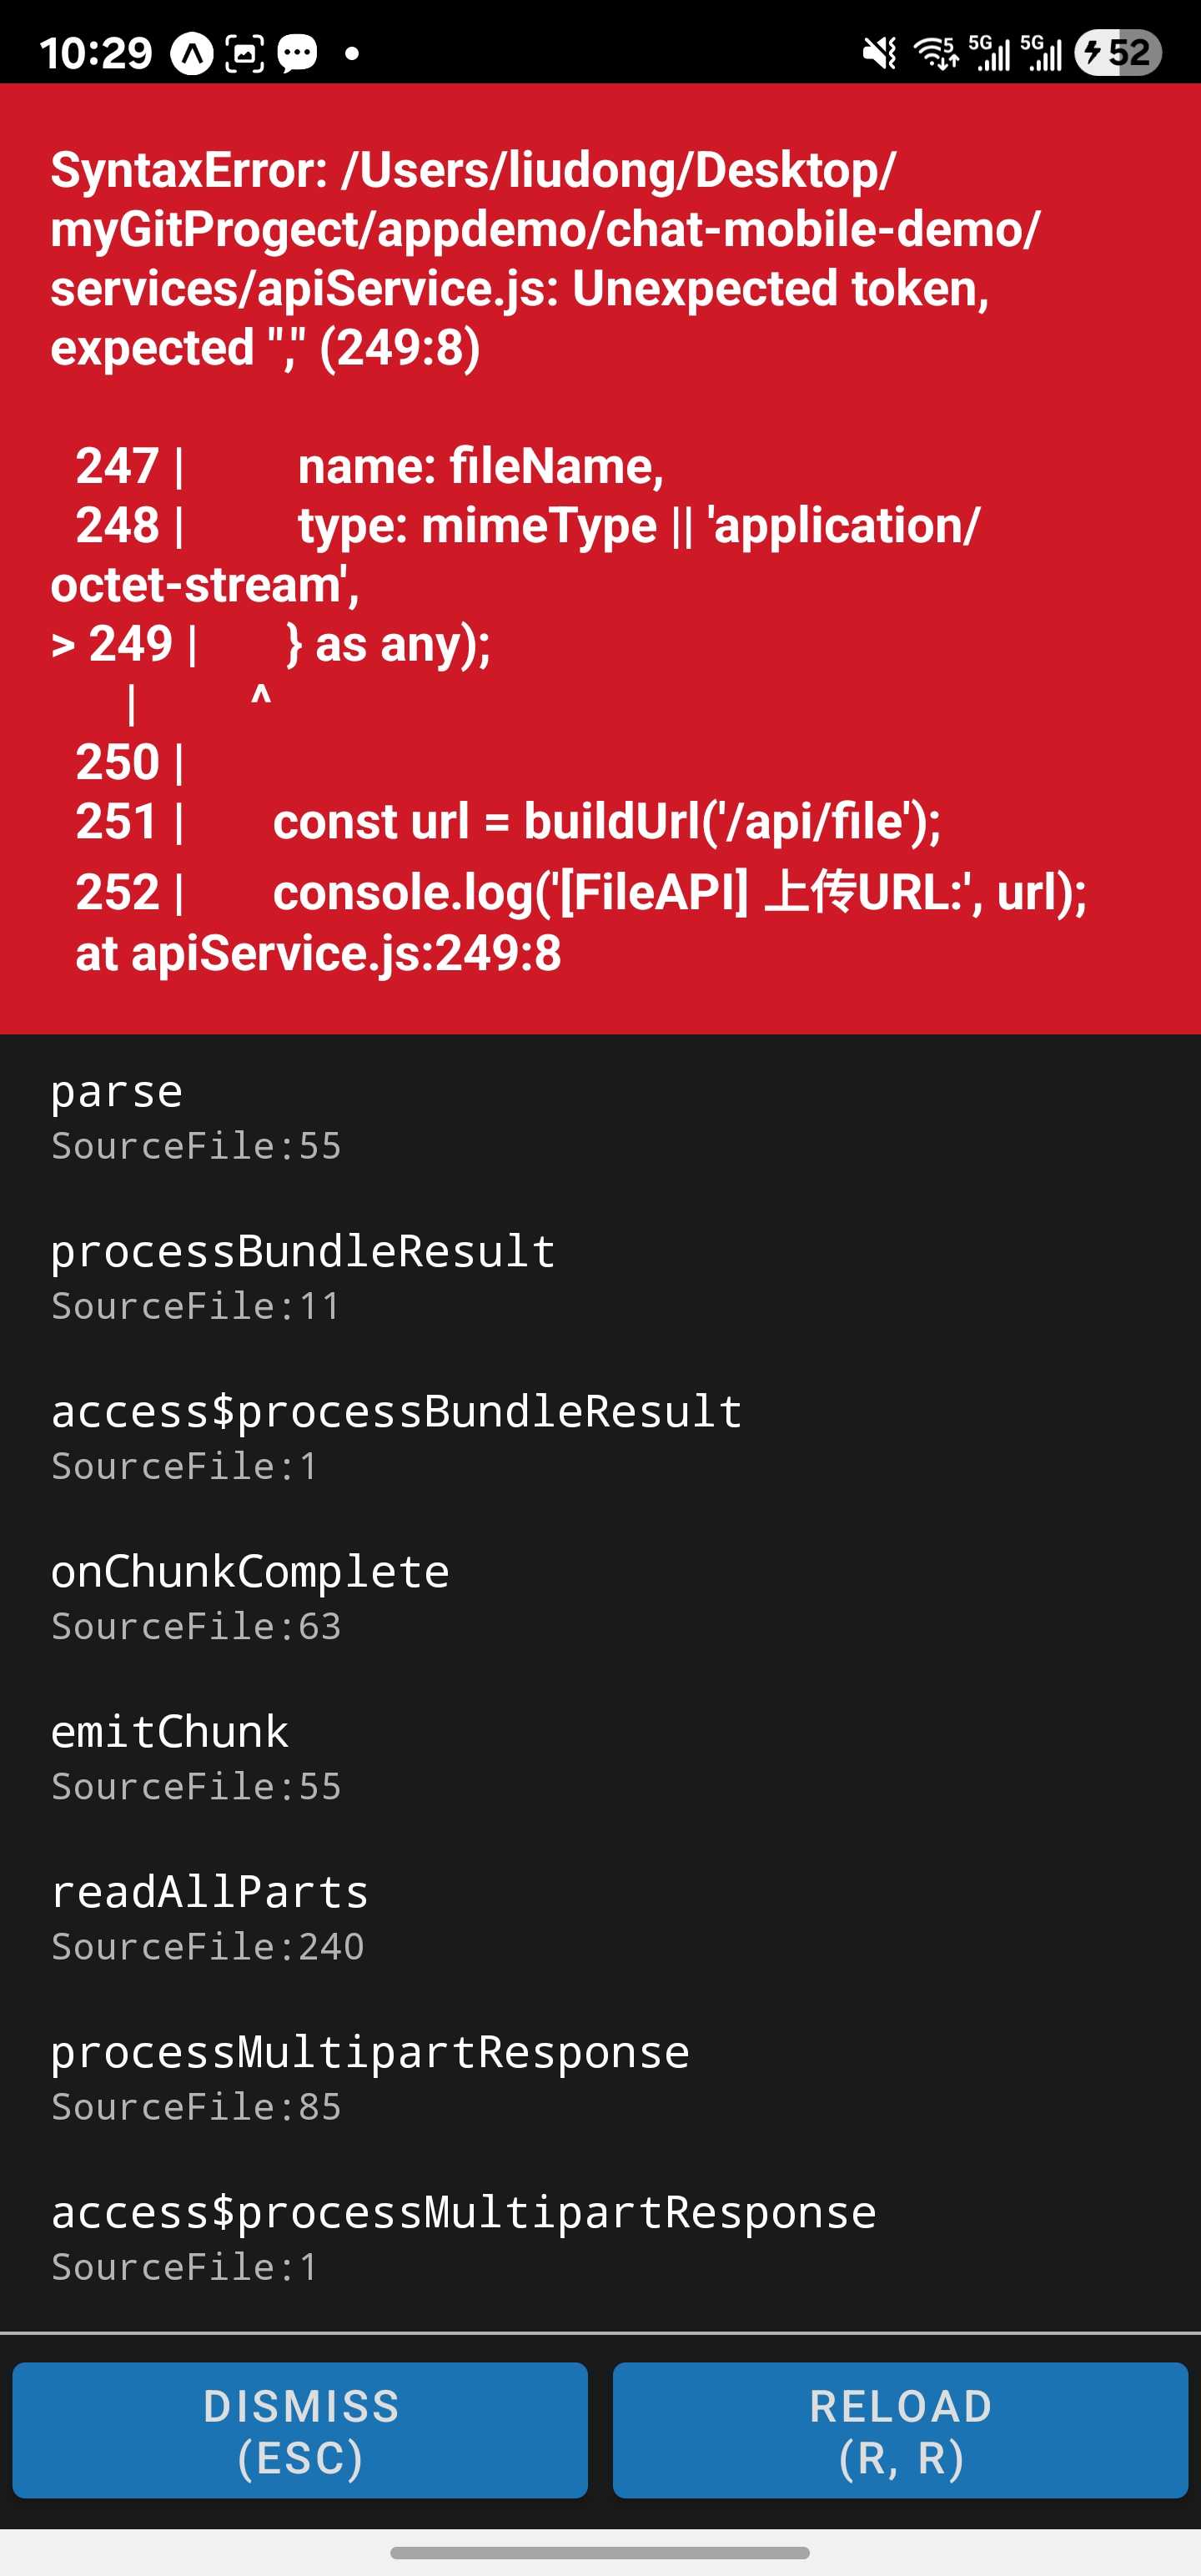 10:29
5 5G 5G 52
SyntaxError: /Users/liudong/Desktop/
myGitProgect/appdemo/chat-mobile-demo/
services/apiService.js: Unexpected token,
expected "," (249:8)
247 | name: fileName,
248 | type: mimeType || 'application/
octet-stream',
> 249 | } as any);
| ^
250 |
251 | const url = buildUrl('/api/file');
252 | console.log('[FileAPI] 上传URL:', url);
at apiService.js:249:8
parse
SourceFile:55
processBundleResult
SourceFile:11
access$processBundleResult
SourceFile:1
onChunkComplete
SourceFile:63
emitChunk
SourceFile:55
readAllParts
SourceFile:240
processMultipartResponse
SourceFile:85
access$processMultipartResponse
SourceFile:1
DISMISS
(ESC)
RELOAD
(R, R)